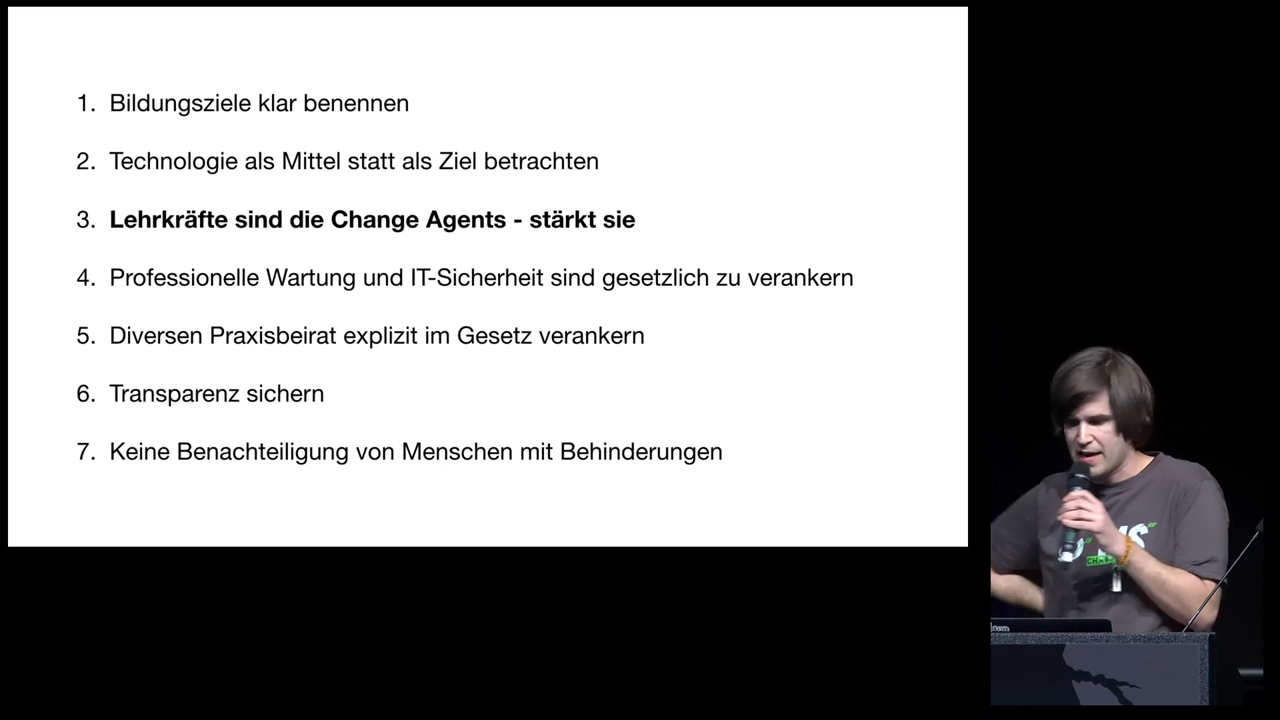 1. Bildungsziele klar benennen
2. Technologie als Mittel statt als Ziel betrachten
3. Lehrkräfte sind die Change Agents - stärkt sie
4. Professionelle Wartung und IT-Sicherheit sind gesetzlich zu verankern
5. Diversen Praxisbeirat explizit im Gesetz verankern
6. Transparenz sichern
7. Keine Benachteiligung von Menschen mit Behinderungen